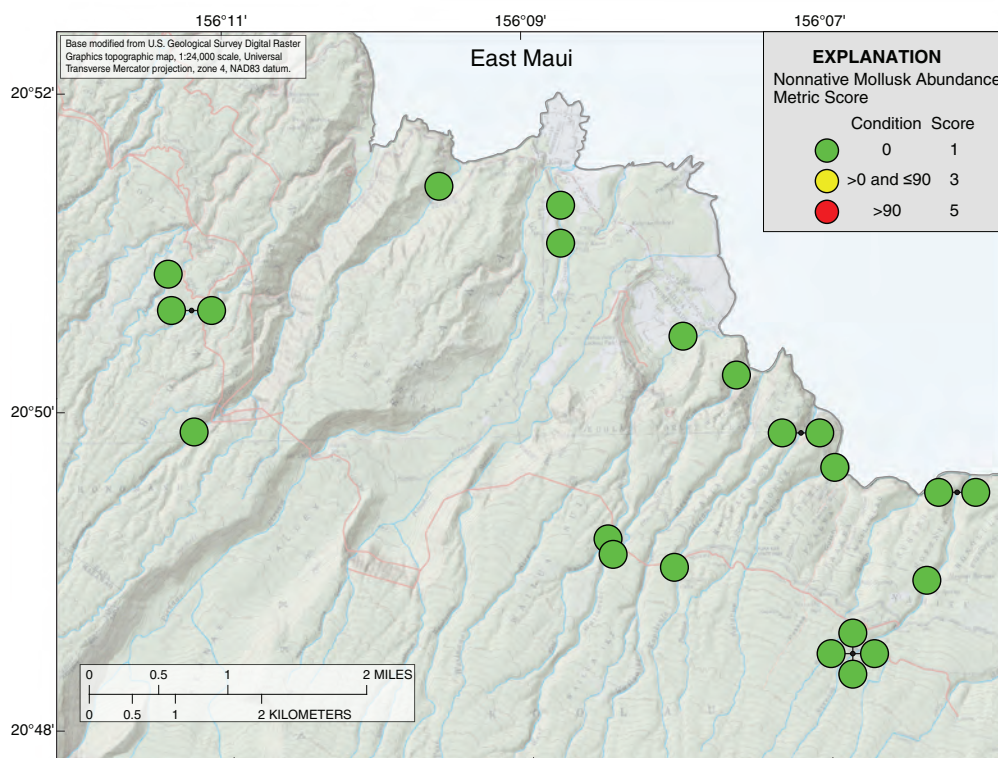 156°11' 156°09' 156°07'
Base modified from U.S. Geological Survey Digital Raster
Graphics topographic map, 1:24,000 scale, Universal
Transverse Mercator projection, zone 4, NAD83 datum.
East Maui
EXPLANATION
Nonnative Mollusk Abundance
Metric Score
Condition Score
0 1
>0 and ≤90 3
>90 5
20°52'
20°50'
20°48'
0 0.5 1 2 MILES
0 0.5 1 2 KILOMETERS